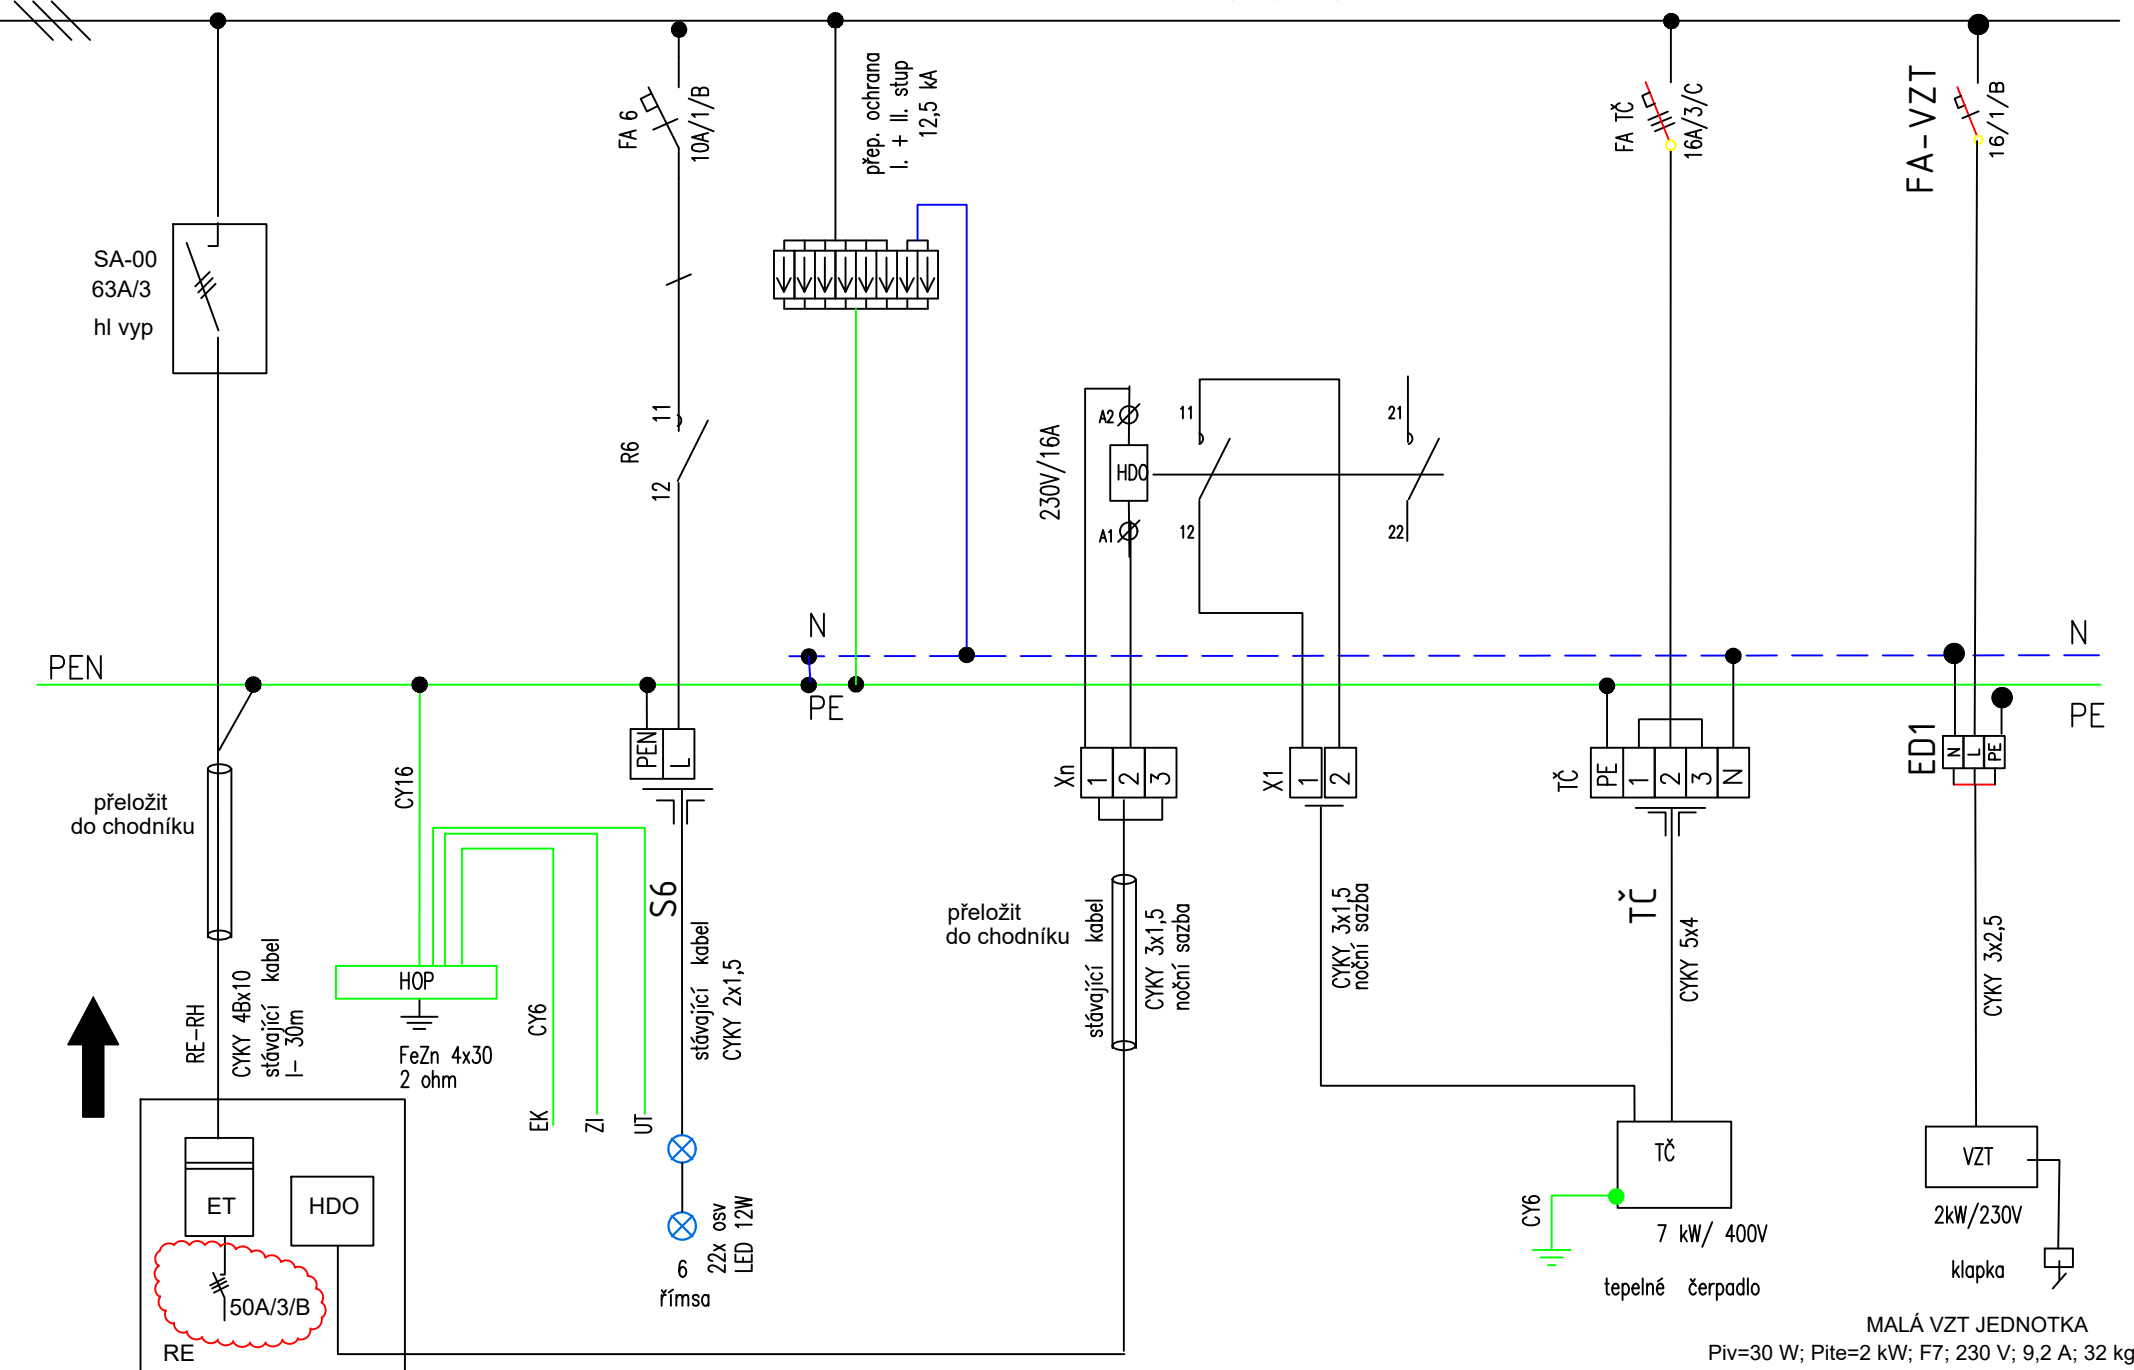 SA-00
63A/3
hl vyp
FA 6
10A/1/B
přep. ochrana
I. + II. stup
12,5 kA
FA TČ
16A/3/C
FA-VZT
16/1/B
11
R6
12
230V/16A
A2
HDO
A1
11
12
21
22
N
N
PEN
PE
PE
PEN
L
Xn
1
2
3
X1
1
2
TČ
PE
1
2
3
N
ED1
N
L
PE
přeložit
do chodníku
CY16
S6
stávající kabel
CYKY 2x1,5
přeložit
do chodníku
stávající kabel
CYKY 3x1,5
noční sazba
CYKY 3x1,5
noční sazba
TČ
CYKY 5x4
CYKY 3x2,5
RE-RH
CYKY 4Bx10
stávající kabel
l- 30m
HOP
FeZn 4x30
2 ohm
CY6
EK
ZI
UT
ET
HDO
50A/3/B
RE
22x osv
LED 12W
6
římsa
TČ
CY6
7 kW/ 400V
tepelné čerpadlo
VZT
2kW/230V
klapka
MALÁ VZT JEDNOTKA
Piv=30 W; Pite=2 kW; F7; 230 V; 9,2 A; 32 kg